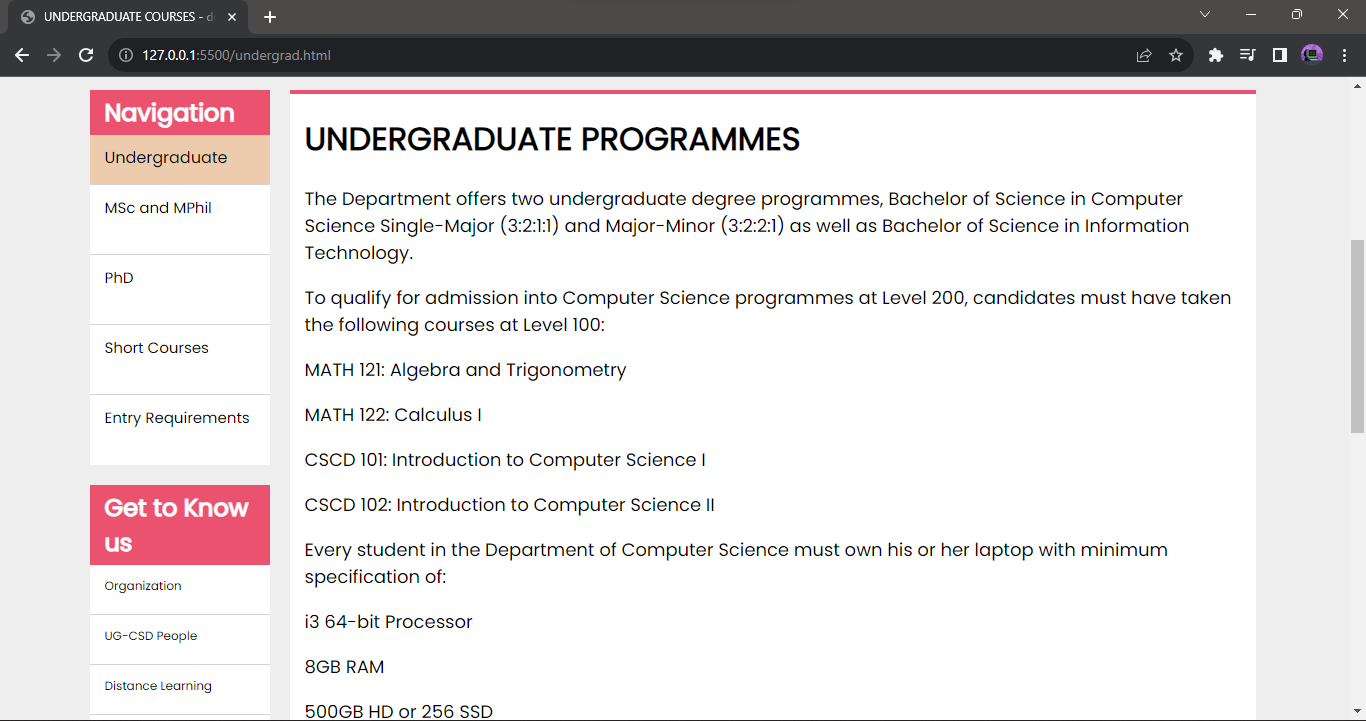 UNDERGRADUATE COURSES - d
127.0.0.1:5500/undergrad.html
Navigation
Undergraduate
MSc and MPhil
PhD
Short Courses
Entry Requirements
Get to Know
us
Organization
UG-CSD People
Distance Learning
UNDERGRADUATE PROGRAMMES
The Department offers two undergraduate degree programmes, Bachelor of Science in Computer
Science Single-Major (3:2:1:1) and Major-Minor (3:2:2:1) as well as Bachelor of Science in Information
Technology.
To qualify for admission into Computer Science programmes at Level 200, candidates must have taken
the following courses at Level 100:
MATH 121: Algebra and Trigonometry
MATH 122: Calculus I
CSCD 101: Introduction to Computer Science I
CSCD 102: Introduction to Computer Science II
Every student in the Department of Computer Science must own his or her laptop with minimum
specification of:
i3 64-bit Processor
8GB RAM
500GB HD or 256 SSD